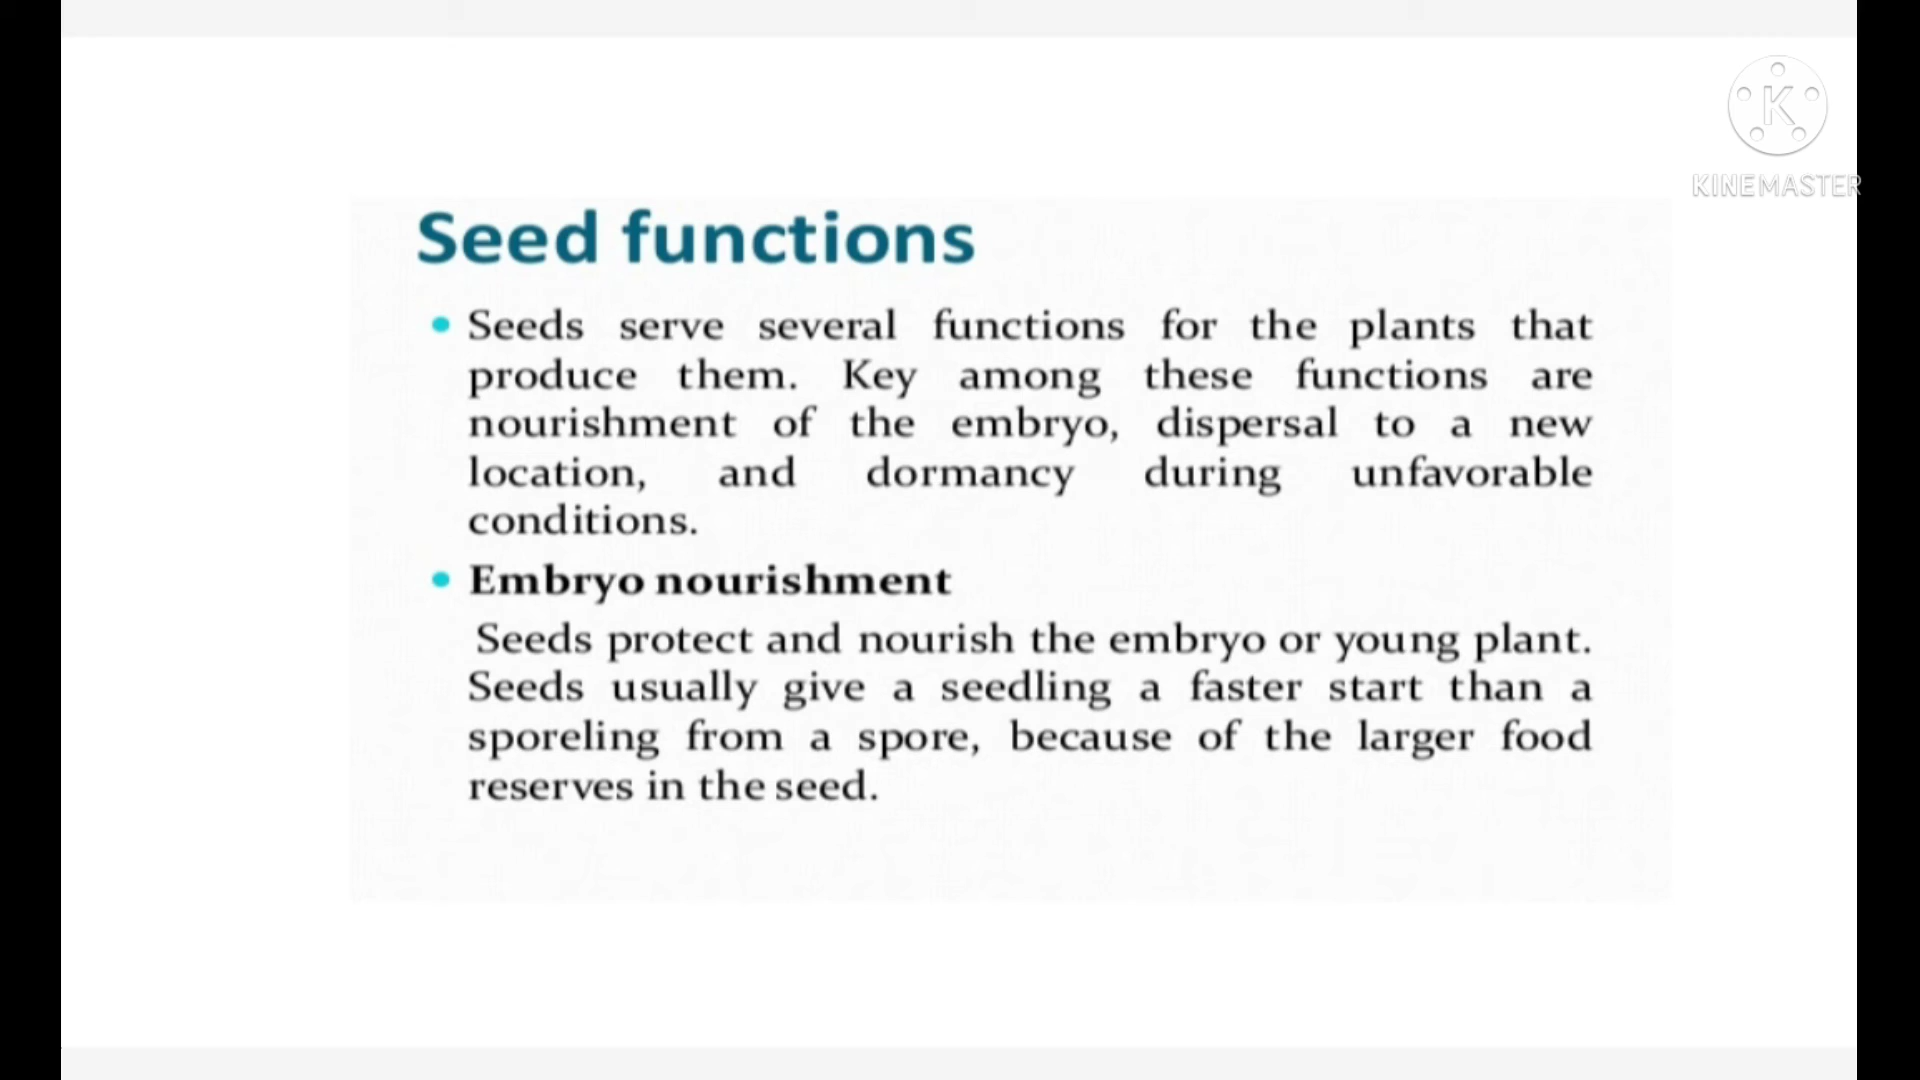 K
KINEMASTER
Seed functions
• Seeds serve several functions for the plants that
produce them. Key among these functions are
nourishment of the embryo, dispersal to a new
location, and dormancy during unfavorable
conditions.
• Embryo nourishment
Seeds protect and nourish the embryo or young plant.
Seeds usually give a seedling a faster start than a
sporeling from a spore, because of the larger food
reserves in the seed.